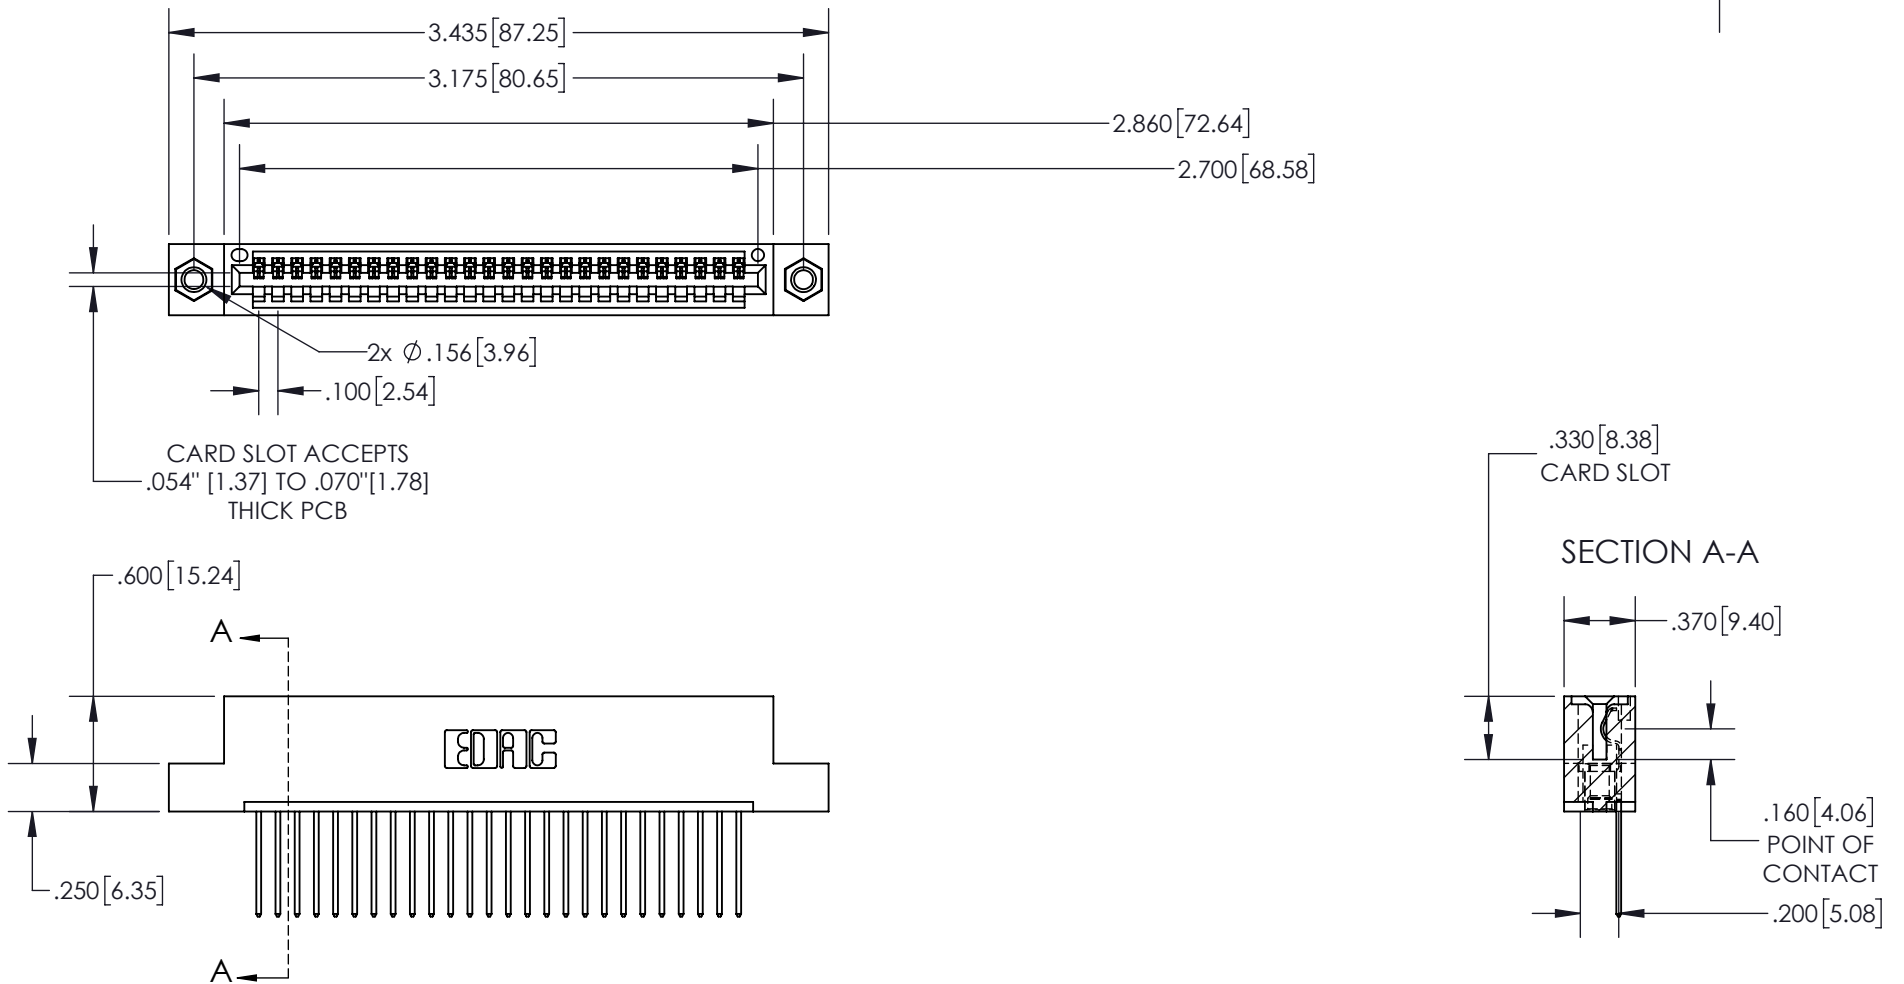 3.435[87.25]
3.175[80.65]
2.860[72.64]
2.700[68.58]
2x ∅.156[3.96]
.100[2.54]
CARD SLOT ACCEPTS
.054" [1.37] TO .070"[1.78]
THICK PCB
.330[8.38]
CARD SLOT
SECTION A-A
.600[15.24]
A
.370[9.40]
EDAC
.160[4.06]
POINT OF
CONTACT
.250[6.35]
.200[5.08]
A